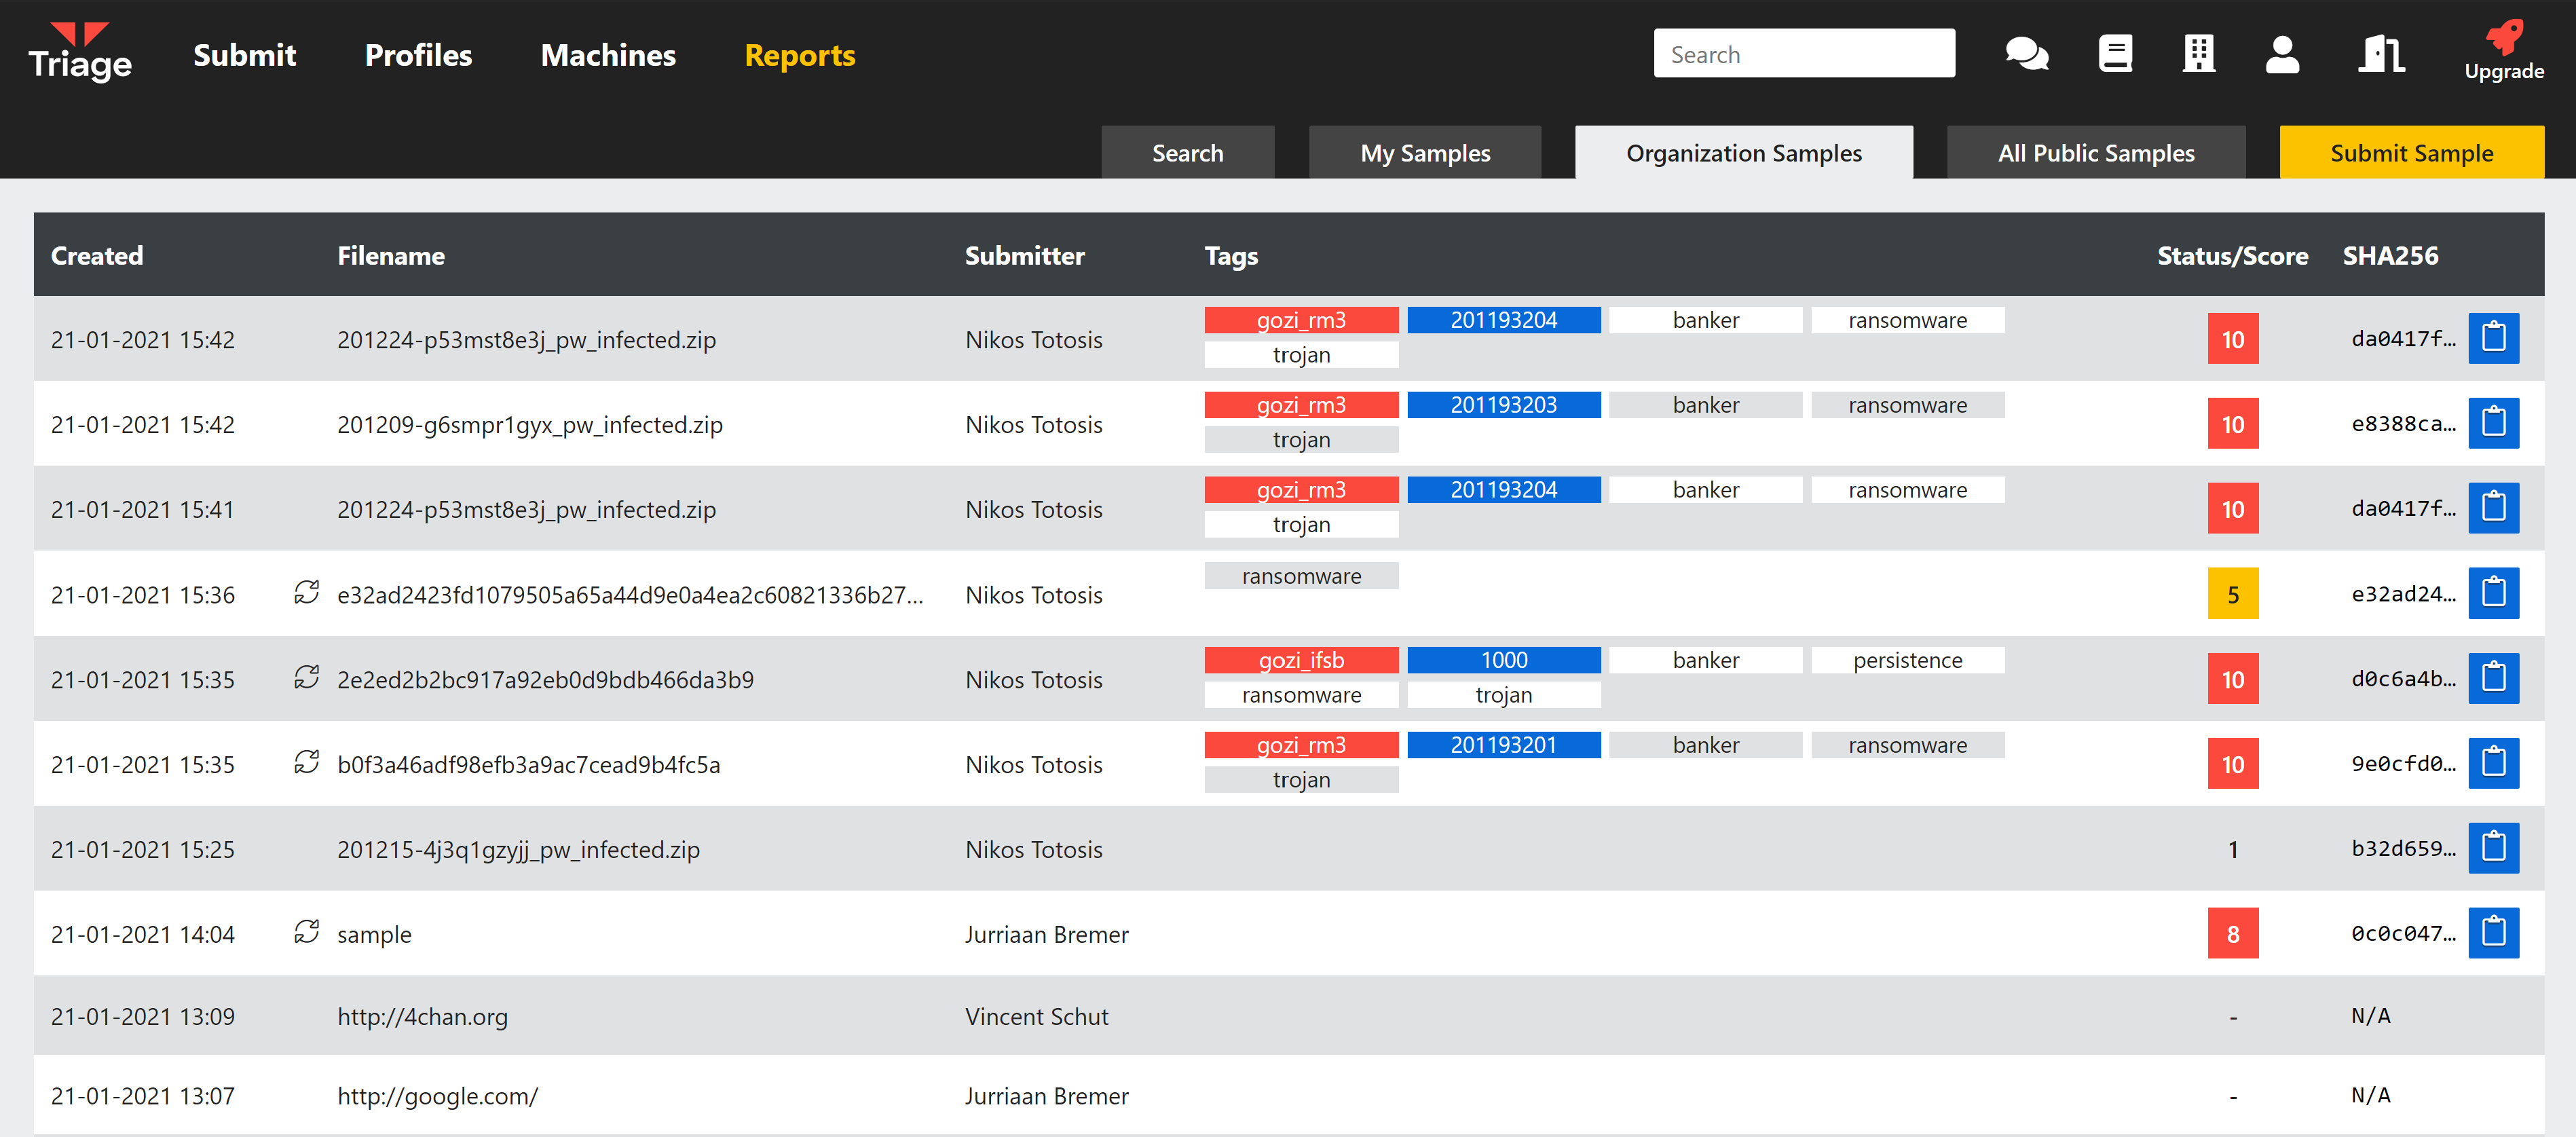 Triage
Submit Profiles Machines Reports
Search
Upgrade
Search My Samples Organization Samples All Public Samples Submit Sample
Created Filename Submitter Tags Status/Score SHA256
21-01-2021 15:42 201224-p53mst8e3j_pw_infected.zip Nikos Totosis gozi_rm3 201193204 banker ransomware trojan 10 da0417f...
21-01-2021 15:42 201209-g6smpr1gyx_pw_infected.zip Nikos Totosis gozi_rm3 201193203 banker ransomware trojan 10 e8388ca...
21-01-2021 15:41 201224-p53mst8e3j_pw_infected.zip Nikos Totosis gozi_rm3 201193204 banker ransomware trojan 10 da0417f...
21-01-2021 15:36 e32ad2423fd1079505a65a44d9e0a4ea2c60821336b27... Nikos Totosis ransomware 5 e32ad24...
21-01-2021 15:35 2e2ed2b2bc917a92eb0d9bdb466da3b9 Nikos Totosis gozi_ifsb 1000 banker persistence ransomware trojan 10 d0c6a4b...
21-01-2021 15:35 b0f3a46adf98efb3a9ac7cead9b4fc5a Nikos Totosis gozi_rm3 201193201 banker ransomware trojan 10 9e0cfd0...
21-01-2021 15:25 201215-4j3q1gzyjj_pw_infected.zip Nikos Totosis 1 b32d659...
21-01-2021 14:04 sample Jurriaan Bremer 8 0c0c047...
21-01-2021 13:09 http://4chan.org Vincent Schut - N/A
21-01-2021 13:07 http://google.com/ Jurriaan Bremer - N/A